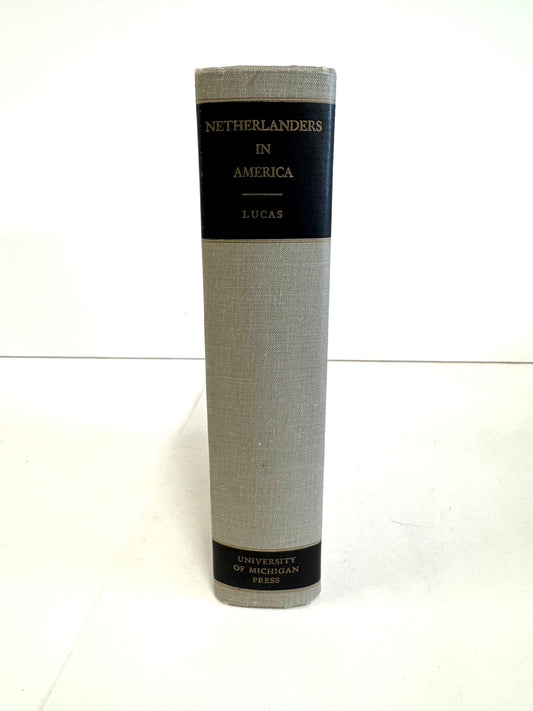 NETHERLANDERS
IN
AMERICA
LUCAS
UNIVERSITY
OF MICHIGAN
PRESS